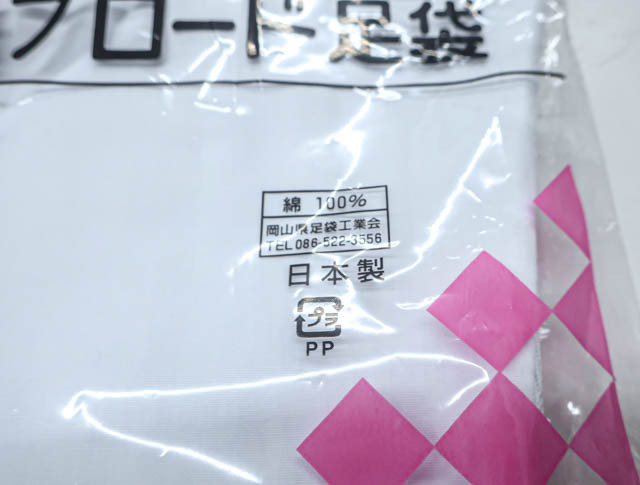 ブロード足袋
綿 100%
岡山県足袋工業会
TEL 086-522-3556
日本製
プラ
PP